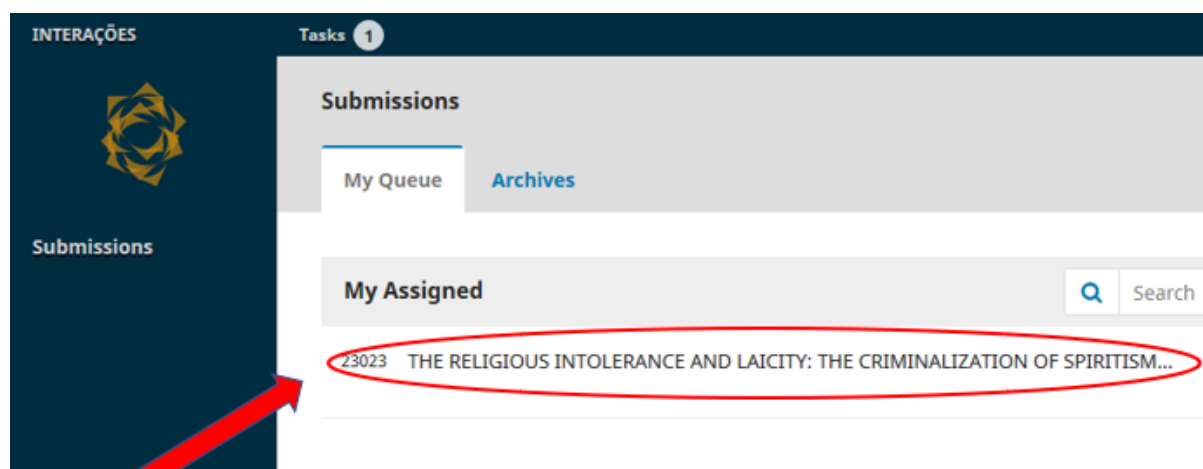 INTERAÇÕES
Tasks 1
Submissions
My Queue Archives
Submissions
My Assigned
Search
23023 THE RELIGIOUS INTOLERANCE AND LAICITY: THE CRIMINALIZATION OF SPIRITISM...